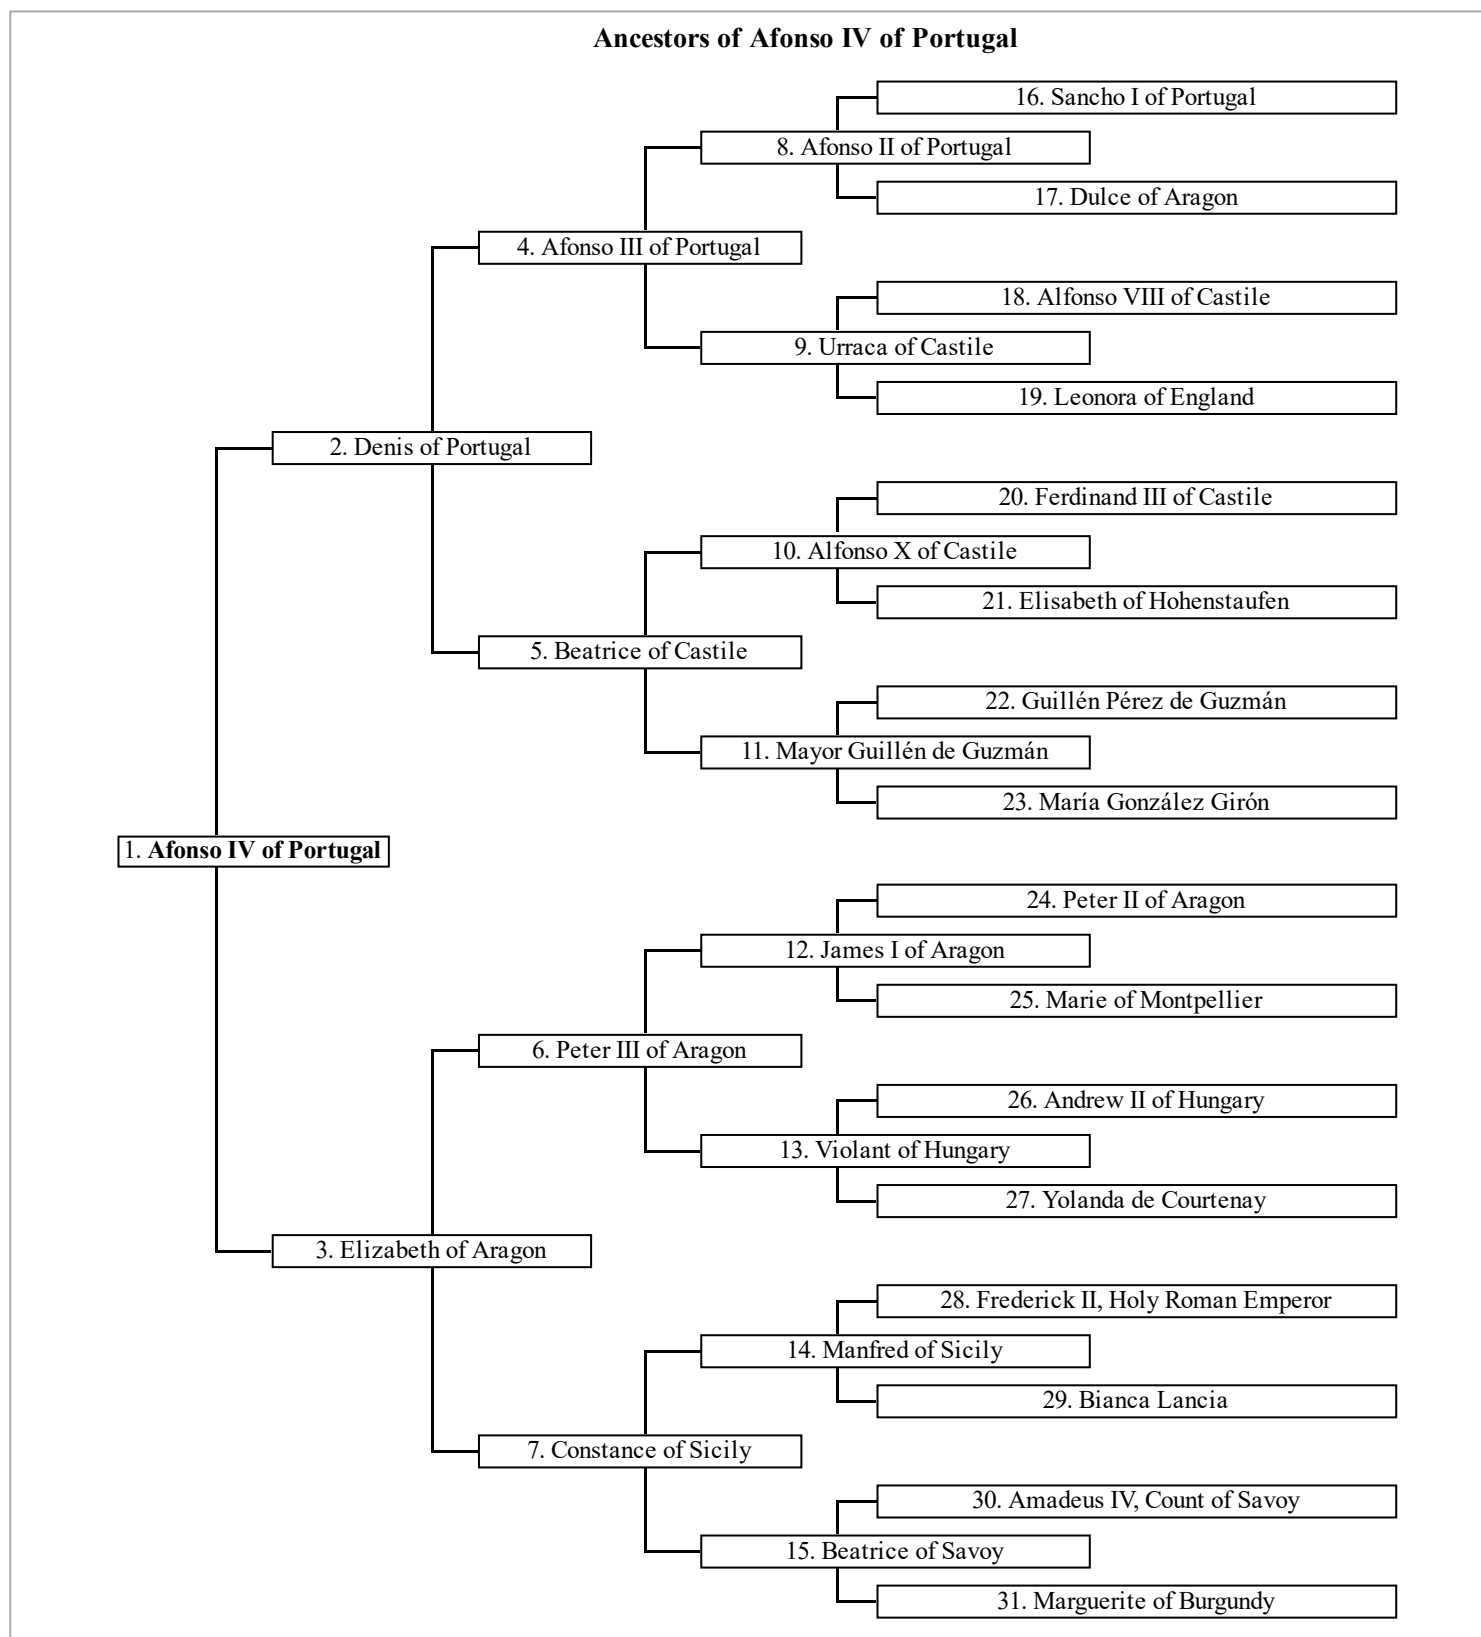 Ancestors of Afonso IV of Portugal
16. Sancho I of Portugal
8. Afonso II of Portugal
17. Dulce of Aragon
4. Afonso III of Portugal
18. Alfonso VIII of Castile
9. Urraca of Castile
19. Leonora of England
2. Denis of Portugal
20. Ferdinand III of Castile
10. Alfonso X of Castile
21. Elisabeth of Hohenstaufen
5. Beatrice of Castile
22. Guillén Pérez de Guzmán
11. Mayor Guillén de Guzmán
23. María González Girón
1. Afonso IV of Portugal
24. Peter II of Aragon
12. James I of Aragon
25. Marie of Montpellier
6. Peter III of Aragon
26. Andrew II of Hungary
13. Violant of Hungary
27. Yolanda de Courtenay
3. Elizabeth of Aragon
28. Frederick II, Holy Roman Emperor
14. Manfred of Sicily
29. Bianca Lancia
7. Constance of Sicily
30. Amadeus IV, Count of Savoy
15. Beatrice of Savoy
31. Marguerite of Burgundy